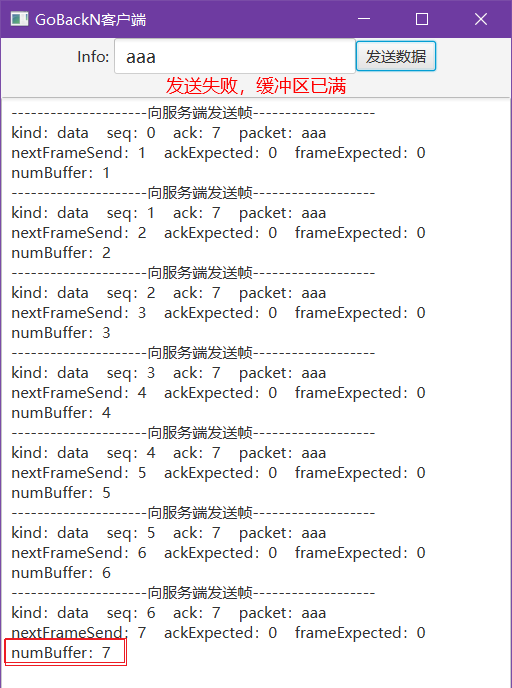 GoBackN客户端
Info: aaa 发送数据
发送失败，缓冲区已满
---------------------向服务端发送帧-------------------
kind：data seq：0 ack：7 packet：aaa
nextFrameSend：1 ackExpected：0 frameExpected：0
numBuffer：1
---------------------向服务端发送帧-------------------
kind：data seq：1 ack：7 packet：aaa
nextFrameSend：2 ackExpected：0 frameExpected：0
numBuffer：2
---------------------向服务端发送帧-------------------
kind：data seq：2 ack：7 packet：aaa
nextFrameSend：3 ackExpected：0 frameExpected：0
numBuffer：3
---------------------向服务端发送帧-------------------
kind：data seq：3 ack：7 packet：aaa
nextFrameSend：4 ackExpected：0 frameExpected：0
numBuffer：4
---------------------向服务端发送帧-------------------
kind：data seq：4 ack：7 packet：aaa
nextFrameSend：5 ackExpected：0 frameExpected：0
numBuffer：5
---------------------向服务端发送帧-------------------
kind：data seq：5 ack：7 packet：aaa
nextFrameSend：6 ackExpected：0 frameExpected：0
numBuffer：6
---------------------向服务端发送帧-------------------
kind：data seq：6 ack：7 packet：aaa
nextFrameSend：7 ackExpected：0 frameExpected：0
numBuffer：7